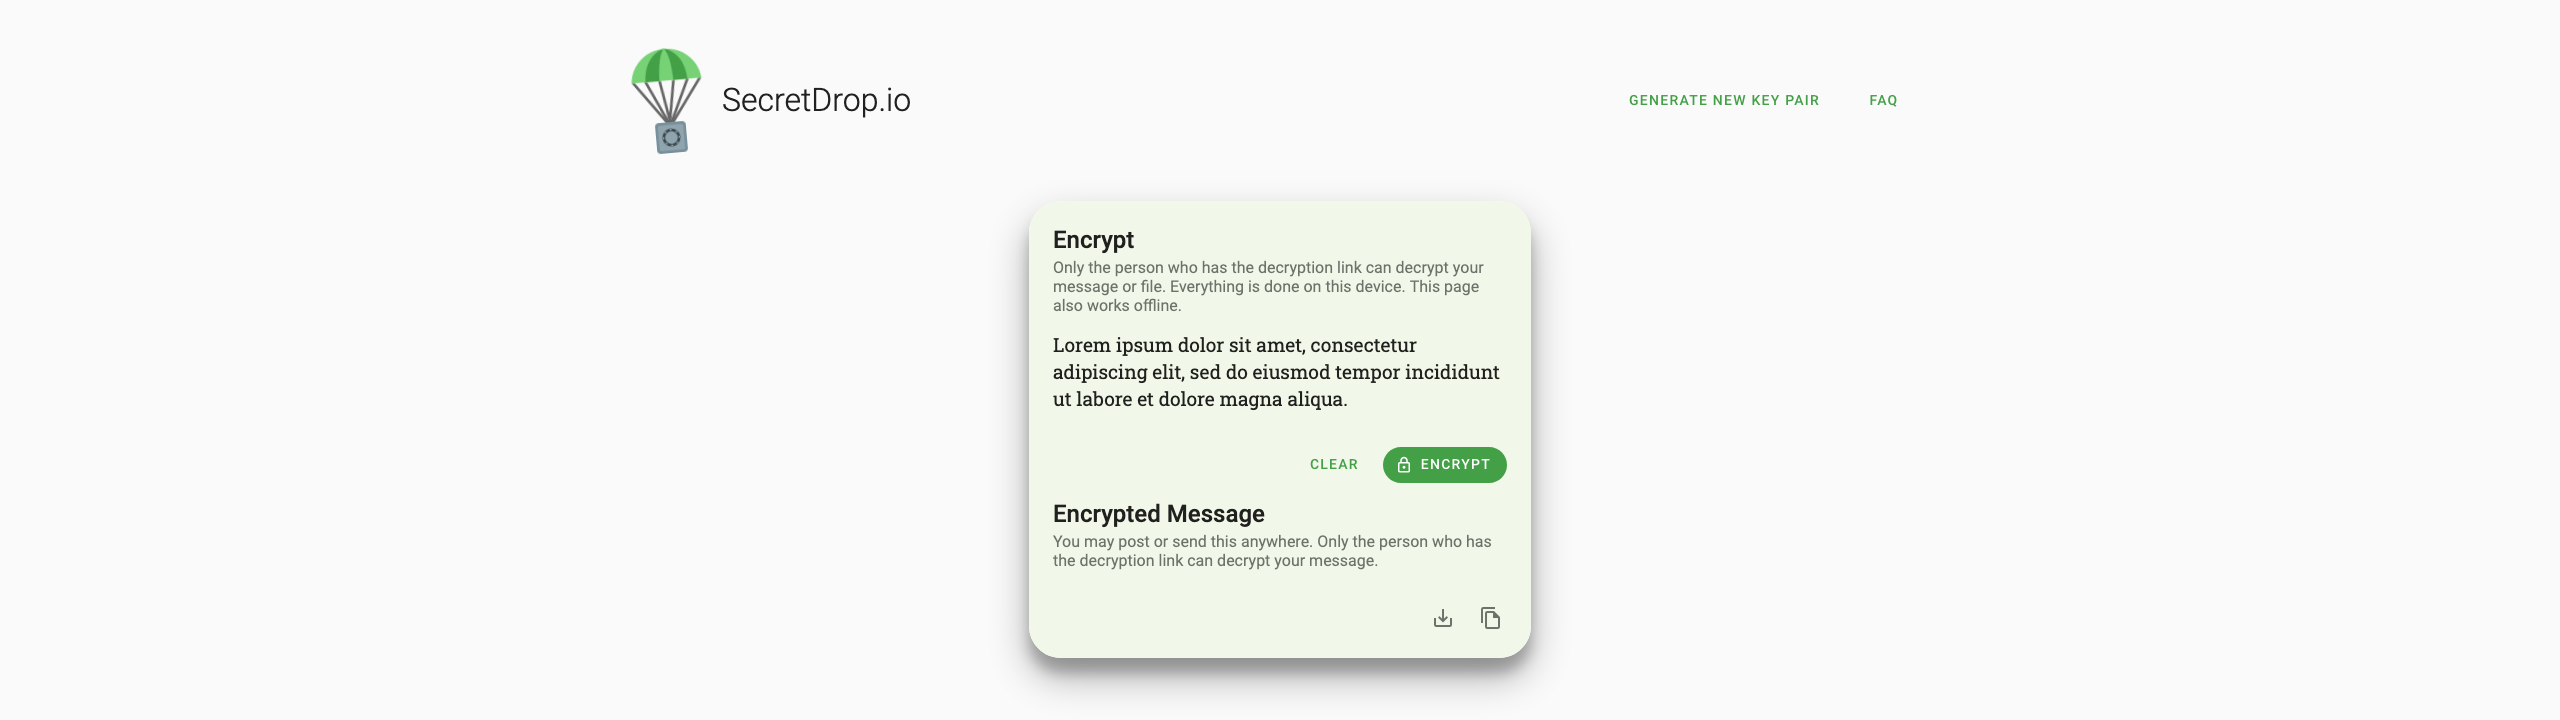 SecretDrop.io
GENERATE NEW KEY PAIR
FAQ
Encrypt
Only the person who has the decryption link can decrypt your
message or file. Everything is done on this device. This page
also works offline.
Lorem ipsum dolor sit amet, consectetur
adipiscing elit, sed do eiusmod tempor incididunt
ut labore et dolore magna aliqua.
CLEAR
ENCRYPT
Encrypted Message
You may post or send this anywhere. Only the person who has
the decryption link can decrypt your message.